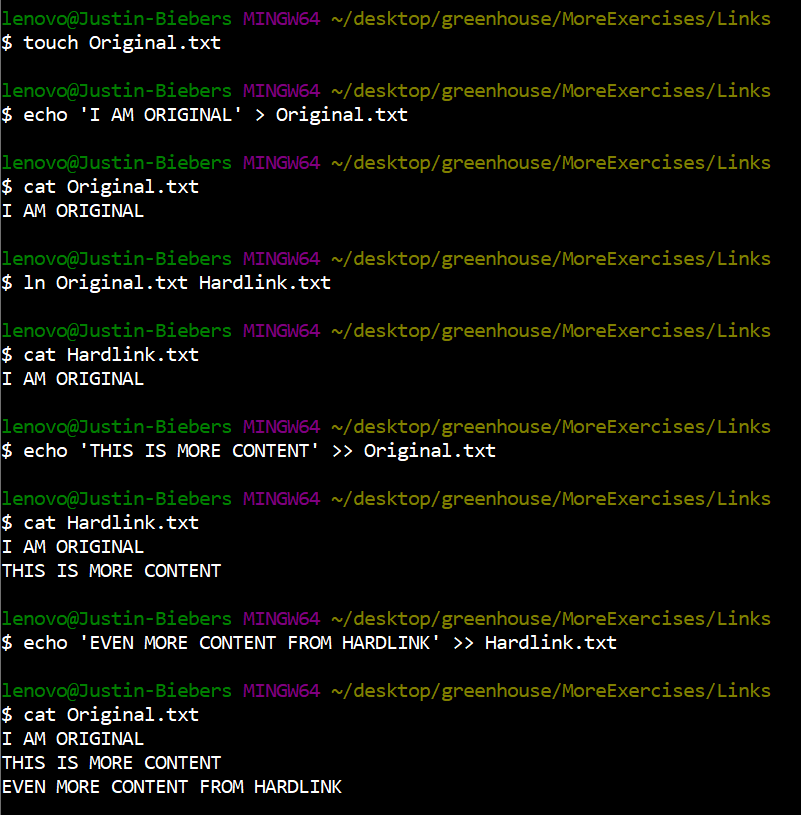 lenovo@Justin-Biebers MINGW64 ~/desktop/greenhouse/MoreExercises/Links
$ touch Original.txt
lenovo@Justin-Biebers MINGW64 ~/desktop/greenhouse/MoreExercises/Links
$ echo 'I AM ORIGINAL' > Original.txt
lenovo@Justin-Biebers MINGW64 ~/desktop/greenhouse/MoreExercises/Links
$ cat Original.txt
I AM ORIGINAL
lenovo@Justin-Biebers MINGW64 ~/desktop/greenhouse/MoreExercises/Links
$ ln Original.txt Hardlink.txt
lenovo@Justin-Biebers MINGW64 ~/desktop/greenhouse/MoreExercises/Links
$ cat Hardlink.txt
I AM ORIGINAL
lenovo@Justin-Biebers MINGW64 ~/desktop/greenhouse/MoreExercises/Links
$ echo 'THIS IS MORE CONTENT' >> Original.txt
lenovo@Justin-Biebers MINGW64 ~/desktop/greenhouse/MoreExercises/Links
$ cat Hardlink.txt
I AM ORIGINAL
THIS IS MORE CONTENT
lenovo@Justin-Biebers MINGW64 ~/desktop/greenhouse/MoreExercises/Links
$ echo 'EVEN MORE CONTENT FROM HARDLINK' >> Hardlink.txt
lenovo@Justin-Biebers MINGW64 ~/desktop/greenhouse/MoreExercises/Links
$ cat Original.txt
I AM ORIGINAL
THIS IS MORE CONTENT
EVEN MORE CONTENT FROM HARDLINK